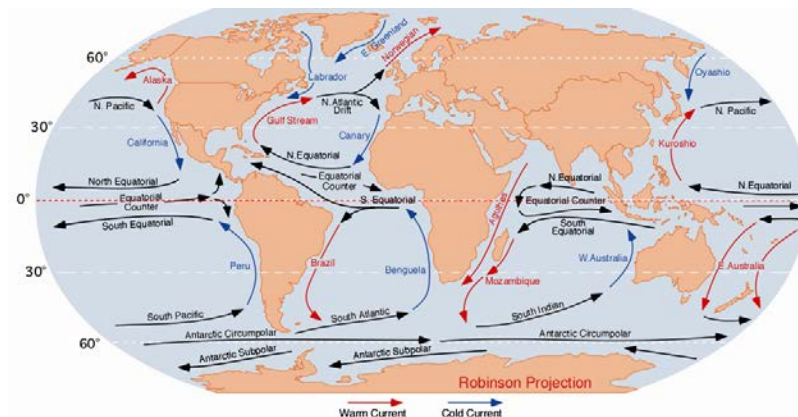 60°
E. Greenland
Norwegian
Alaska
Labrador
Oyashio
N. Pacific
N. Atlantic
Drift
N. Pacific
Gulf Stream
30°
California
Canary
Kuroshio
N. Equatorial
North Equatorial
Equatorial
Counter
N. Equatorial
N. Equatorial
0°
Equatorial
Counter
S. Equatorial
Equatorial Counter
South Equatorial
South
Equatorial
Agulhas
Peru
Brazil
Benguela
Mozambique
W. Australia
E. Australia
30°
South Pacific
South Atlantic
South Indian
Antarctic Circumpolar
Antarctic Circumpolar
60°
Antarctic Subpolar
Antarctic Subpolar
Robinson Projection
Warm Current
Cold Current